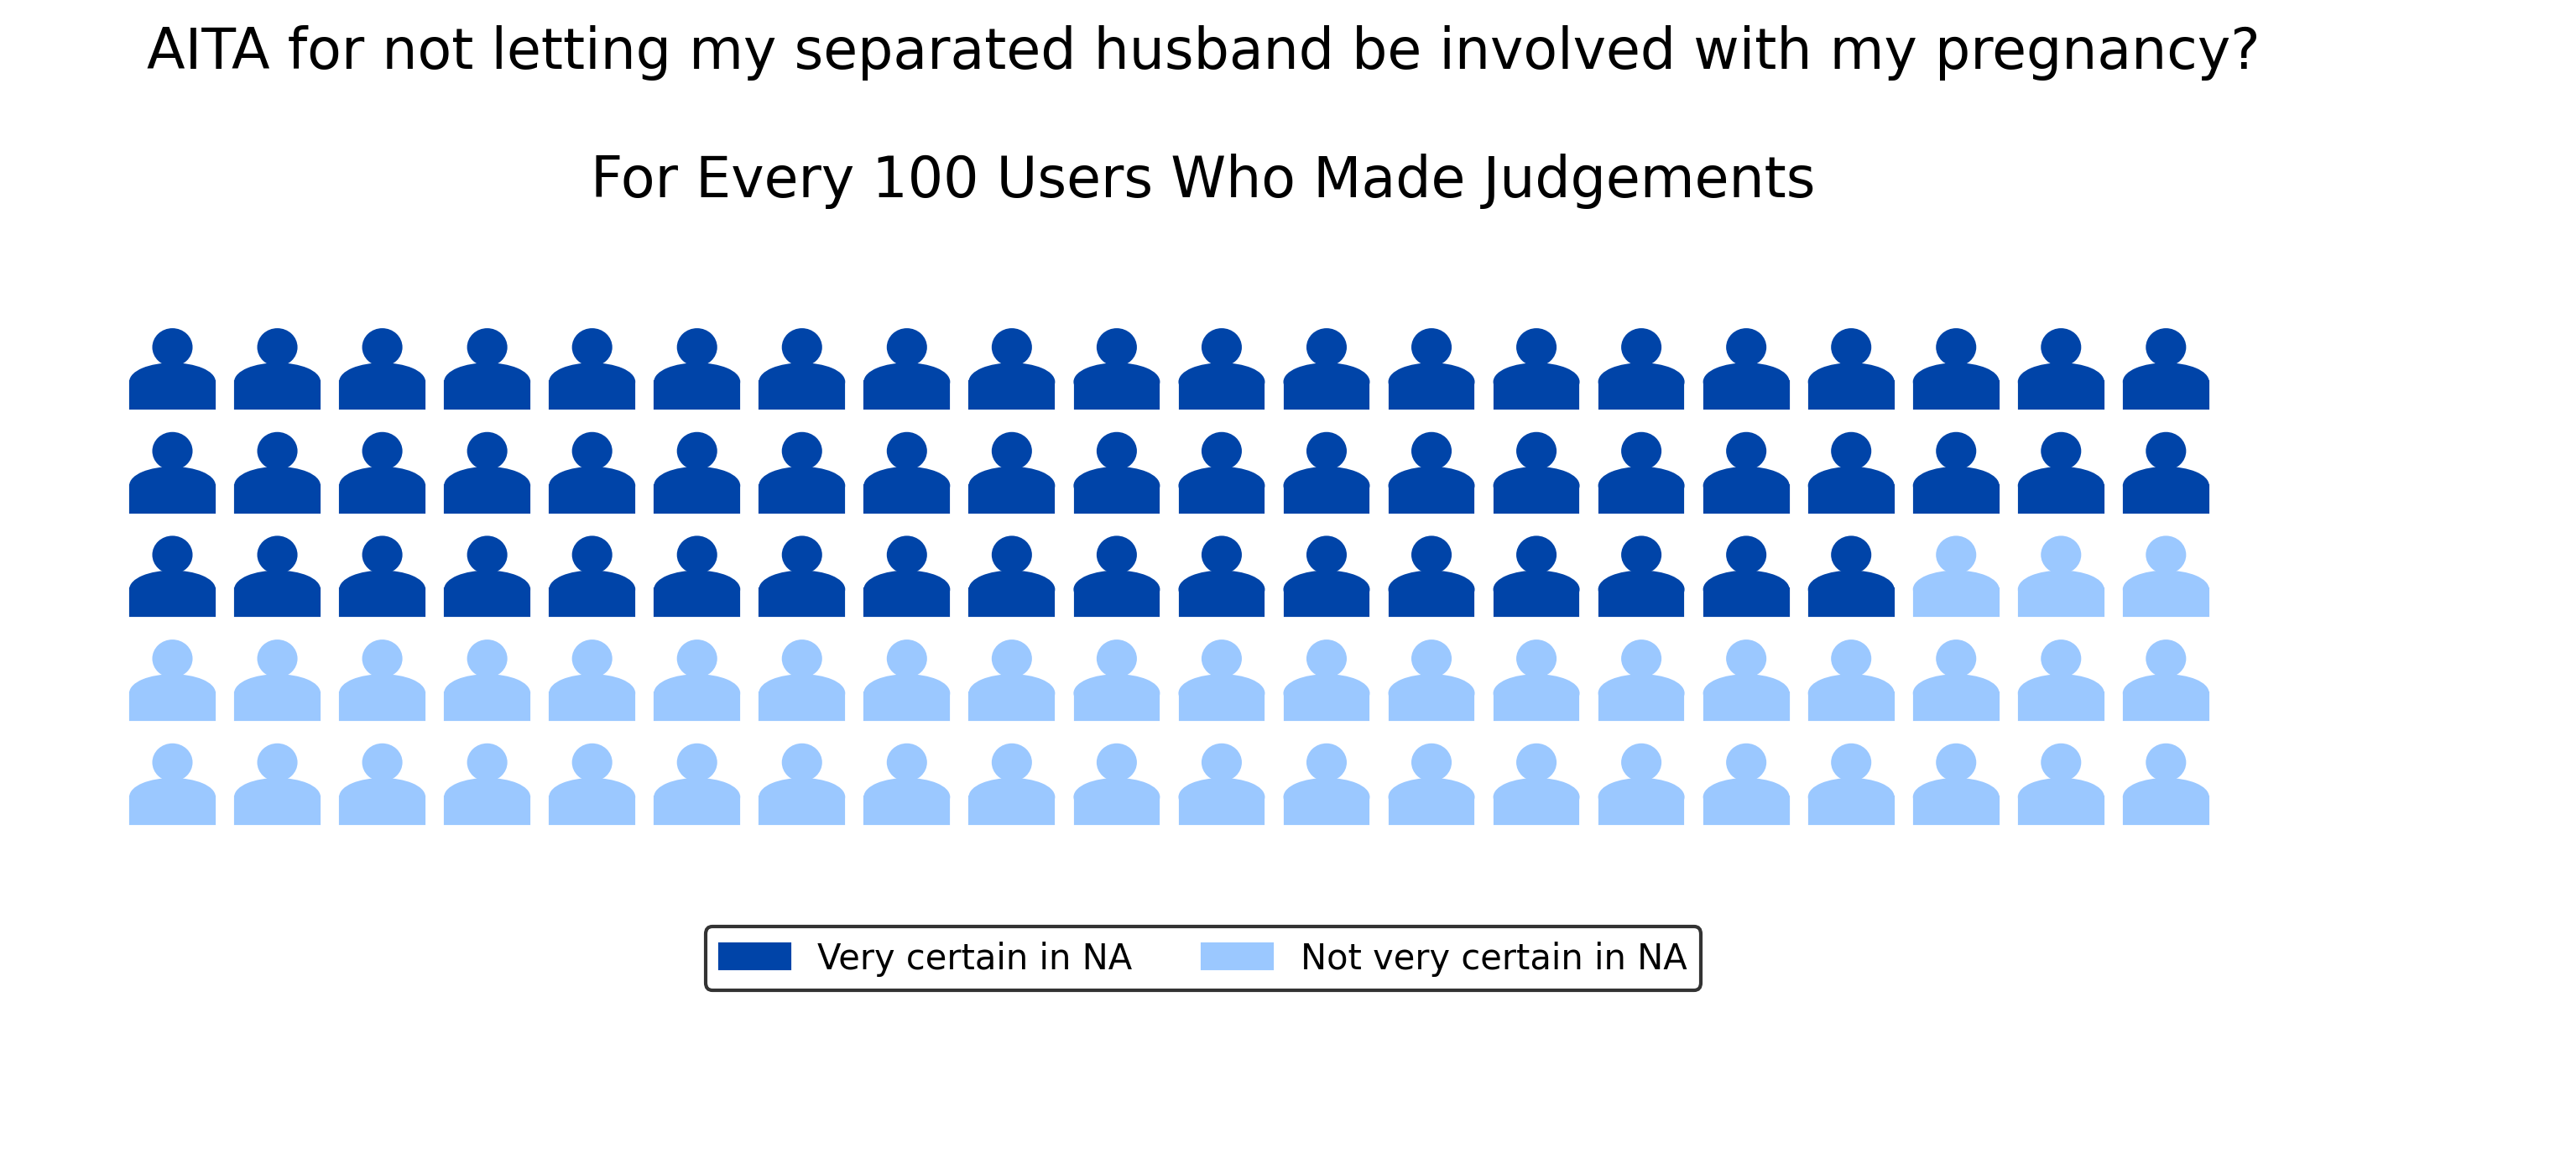 AITA for not letting my separated husband be involved with my pregnancy?
For Every 100 Users Who Made Judgements
Very certain in NA
Not very certain in NA